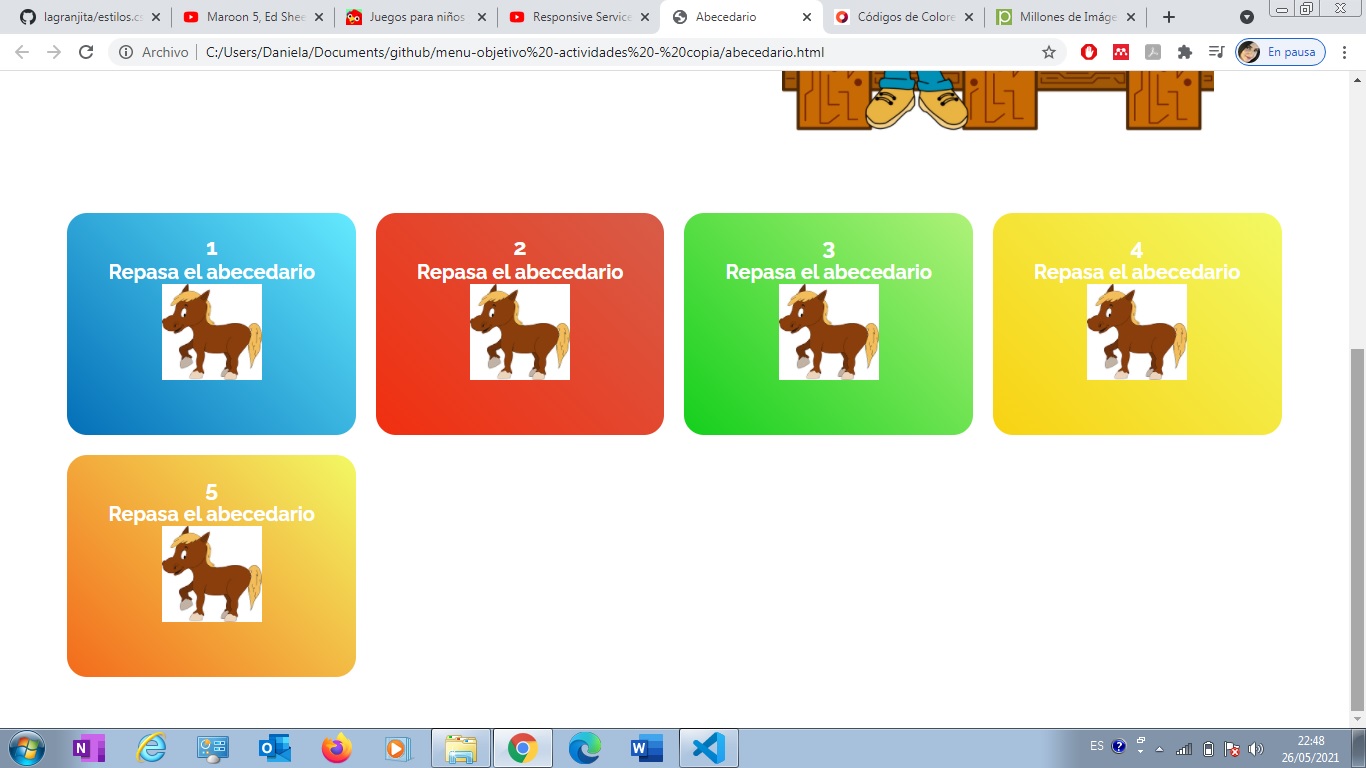 lagranjita/estilos.cs
Maroon 5, Ed Shee
Juegos para niños
Responsive Service
Abecedario
Códigos de Colore
Millones de Imáge
Archivo
C:/Users/Daniela/Documents/github/menu-objetivo%20-actividades%20-%20copia/abecedario.html
En pausa
1
Repasa el abecedario
2
Repasa el abecedario
3
Repasa el abecedario
4
Repasa el abecedario
5
Repasa el abecedario
ES
22:48
26/05/2021